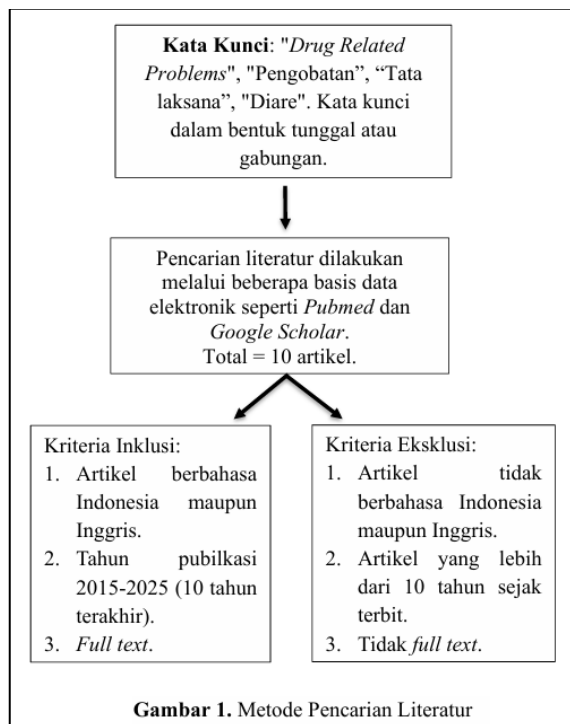 Kata Kunci: "Drug Related
Problems", "Pengobatan”, “Tata
laksana”, "Diare". Kata kunci
dalam bentuk tunggal atau
gabungan.
Pencarian literatur dilakukan
melalui beberapa basis data
elektronik seperti Pubmed dan
Google Scholar.
Total = 10 artikel.
Kriteria Inklusi:
1. Artikel berbahasa
Indonesia maupun
Inggris.
2. Tahun pubilkasi
2015-2025 (10 tahun
terakhir).
3. Full text.
Kriteria Eksklusi:
1. Artikel tidak
berbahasa Indonesia
maupun Inggris.
2. Artikel yang lebih
dari 10 tahun sejak
terbit.
3. Tidak full text.
Gambar 1. Metode Pencarian Literatur